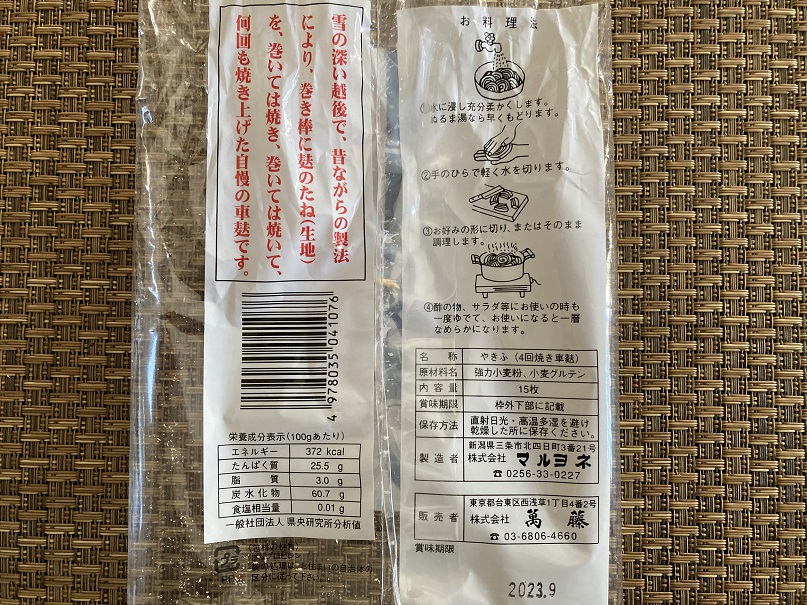 雪の深い越後で、昔ながらの製法
により、巻き棒に麸のたね(生地)
を、巻いては焼き、巻いては焼いて、
何回も焼き上げた自慢の車麸です。
4 978035 041076
栄養成分表示(100gあたり)
エネルギー 372 kcal
たんぱく質 25.5 g
脂質 3.0 g
炭水化物 60.7 g
食塩相当量 0.01 g
一般社団法人 県央研究所分析値
プラ
区分に従って下さい。
お料理法
①水に浸し充分柔かくします。
ぬるま湯なら早くもどります。
②手のひらで軽く水を切ります。
③お好みの形に切り、またはそのまま
調理します。
④酢の物、サラダ等にお使いの時も
一度ゆでて、お使いになると一層
なめらかになります。
名称 やきふ(4回焼き車麸)
原材料名 強力小麦粉、小麦グルテン
内容量 15枚
賞味期限 枠外下部に記載
保存方法 直射日光・高温多湿を避け
乾燥した所に保存ください。
製造者 新潟県三条市北四日町3番21号
株式会社 マルヨネ
☎0256-33-0227
販売者 東京都台東区西浅草1丁目4番2号
株式会社 萬藤
☎03-6806-4660
賞味期限
2023.9